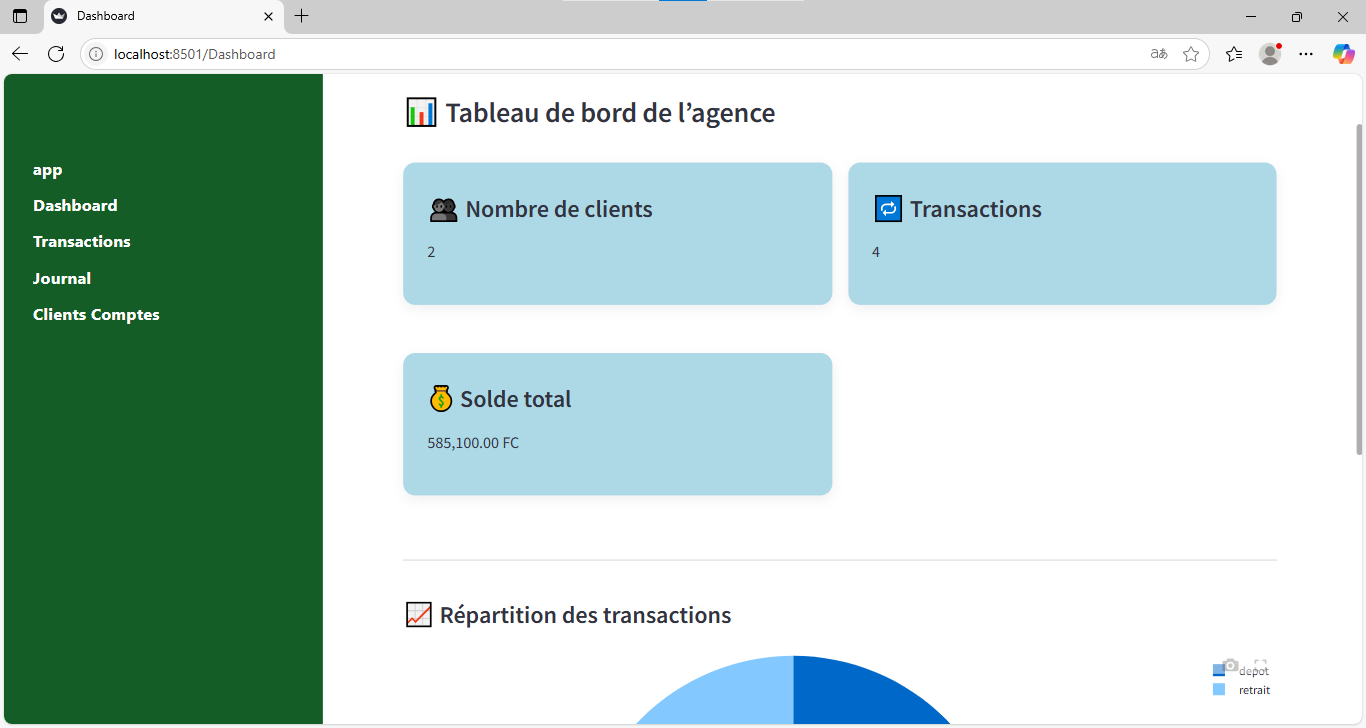 Dashboard
localhost:8501/Dashboard
app
Dashboard
Transactions
Journal
Clients Comptes
Tableau de bord de l’agence
Nombre de clients
2
Transactions
4
Solde total
585,100.00 FC
Répartition des transactions
depot
retrait